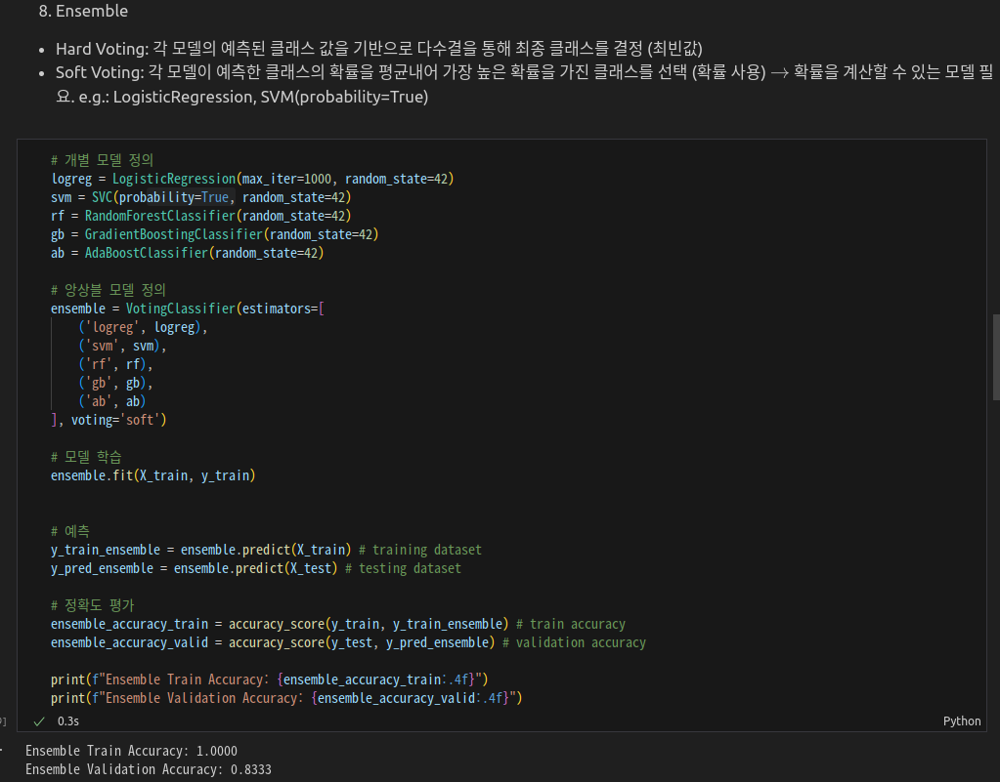 8. Ensemble
• Hard Voting: 각 모델의 예측된 클래스 값을 기반으로 다수결을 통해 최종 클래스를 결정 (최빈값)
• Soft Voting: 각 모델이 예측한 클래스의 확률을 평균내어 가장 높은 확률을 가진 클래스를 선택 (확률 사용) → 확률을 계산할 수 있는 모델 필
요. e.g.: LogisticRegression, SVM(probability=True)
# 개별 모델 정의
logreg = LogisticRegression(max_iter=1000, random_state=42)
svm = SVC(probability=True, random_state=42)
rf = RandomForestClassifier(random_state=42)
gb = GradientBoostingClassifier(random_state=42)
ab = AdaBoostClassifier(random_state=42)
# 앙상블 모델 정의
ensemble = VotingClassifier(estimators=[
('logreg', logreg),
('svm', svm),
('rf', rf),
('gb', gb),
('ab', ab)
], voting='soft')
# 모델 학습
ensemble.fit(X_train, y_train)
# 예측
y_train_ensemble = ensemble.predict(X_train) # training dataset
y_pred_ensemble = ensemble.predict(X_test) # testing dataset
# 정확도 평가
ensemble_accuracy_train = accuracy_score(y_train, y_train_ensemble) # train accuracy
ensemble_accuracy_valid = accuracy_score(y_test, y_pred_ensemble) # validation accuracy
print(f"Ensemble Train Accuracy: {ensemble_accuracy_train:.4f}")
print(f"Ensemble Validation Accuracy: {ensemble_accuracy_valid:.4f}")
✓ 0.3s Python
Ensemble Train Accuracy: 1.0000
Ensemble Validation Accuracy: 0.8333